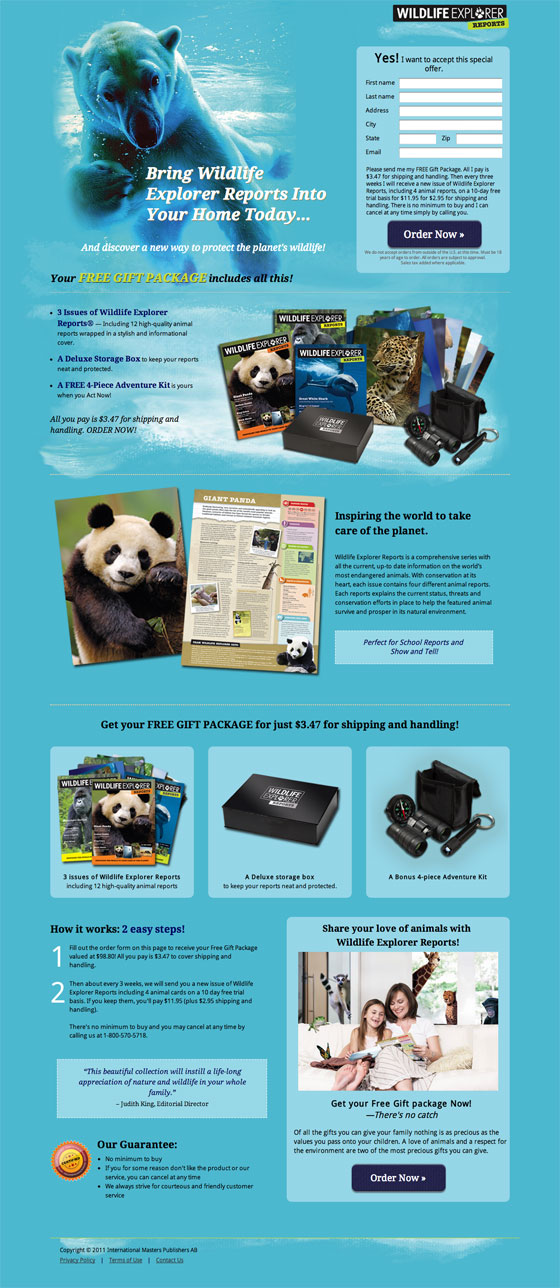 WILDLIFE EXPLORER
REPORTS
Yes! I want to accept this special
offer.
First name
Last name
Address
City
State
Zip
Email
Please send me my FREE Gift Package. All I pay is
$3.47 for shipping and handling. Then every three
weeks I will receive a new issue of Wildlife Explorer
Reports, including 4 animal reports, on a 10-day free
trial basis for $11.95 for $2.95 for shipping and
handling. There is no minimum to buy and I can
cancel at any time simply by calling you.
Order Now »
We do not accept orders from outside of the u.s. at this time. Must be 18
years of age to order. All orders are subject to approval.
Sales tax added where applicable.
Bring Wildlife
Explorer Reports Into
Your Home Today...
And discover a new way to protect the planet's wildlife!
Your FREE GIFT PACKAGE includes all this!
3 Issues of Wildlife Explorer
Reports® — Including 12 high-quality animal
reports wrapped in a stylish and informational
cover.
A Deluxe Storage Box to keep your reports
neat and protected.
A FREE 4-Piece Adventure Kit is yours
when you Act Now!
All you pay is $3.47 for shipping and
handling. ORDER NOW!
WILDLIFE EXPLORER
REPORTS
WILDLIFE EXPLORER
REPORTS
WILDLIFE EXPLORER
REPORTS
Giant Panda
Great White Shark
WILDLIFE
EXPLORER
REPORTS
GIANT PANDA
Inspiring the world to take
care of the planet.
Wildlife Explorer Reports is a comprehensive series with
all the current, up-to date information on the world's
most endangered animals. With conservation at its
heart, each issue contains four different animal reports.
Each reports explains the current status, threats and
conservation efforts in place to help the featured animal
survive and prosper in its natural environment.
Perfect for School Reports and
Show and Tell!
Get your FREE GIFT PACKAGE for just $3.47 for shipping and handling!
WILDLIFE EXPLORER
REPORTS
WILDLIFE
EXPLORER
REPORTS
3 Issues of Wildlife Explorer Reports
including 12 high-quality animal reports
A Deluxe storage box
to keep your reports neat and protected.
A Bonus 4-piece Adventure Kit
How it works: 2 easy steps!
1
Fill out the order form on this page to receive your Free Gift Package
valued at $98.80! All you pay is $3.47 to cover shipping and
handling.
2
Then about every 3 weeks, we will send you a new issue of Wildlife
Explorer Reports including 4 animal cards on a 10 day free trial
basis. If you keep them, you'll pay $11.95 (plus $2.95 shipping and
handling).
There's no minimum to buy and you may cancel at any time by
calling us at 1-800-570-5718.
"This beautiful collection will instill a life-long
appreciation of nature and wildlife in your whole
family."
– Judith King, Editorial Director
CERTIFIED
Our Guarantee:
No minimum to buy
If you for some reason don't like the product or our
service, you can cancel at any time
We always strive for courteous and friendly customer
service
Share your love of animals with
Wildlife Explorer Reports!
Get your Free Gift package Now!
—There's no catch
Of all the gifts you can give your family nothing is as precious as the
values you pass onto your children. A love of animals and a respect for
the environment are two of the most precious gifts you can give.
Order Now »
Copyright © 2011 International Masters Publishers AB
Privacy Policy | Terms of Use | Contact Us